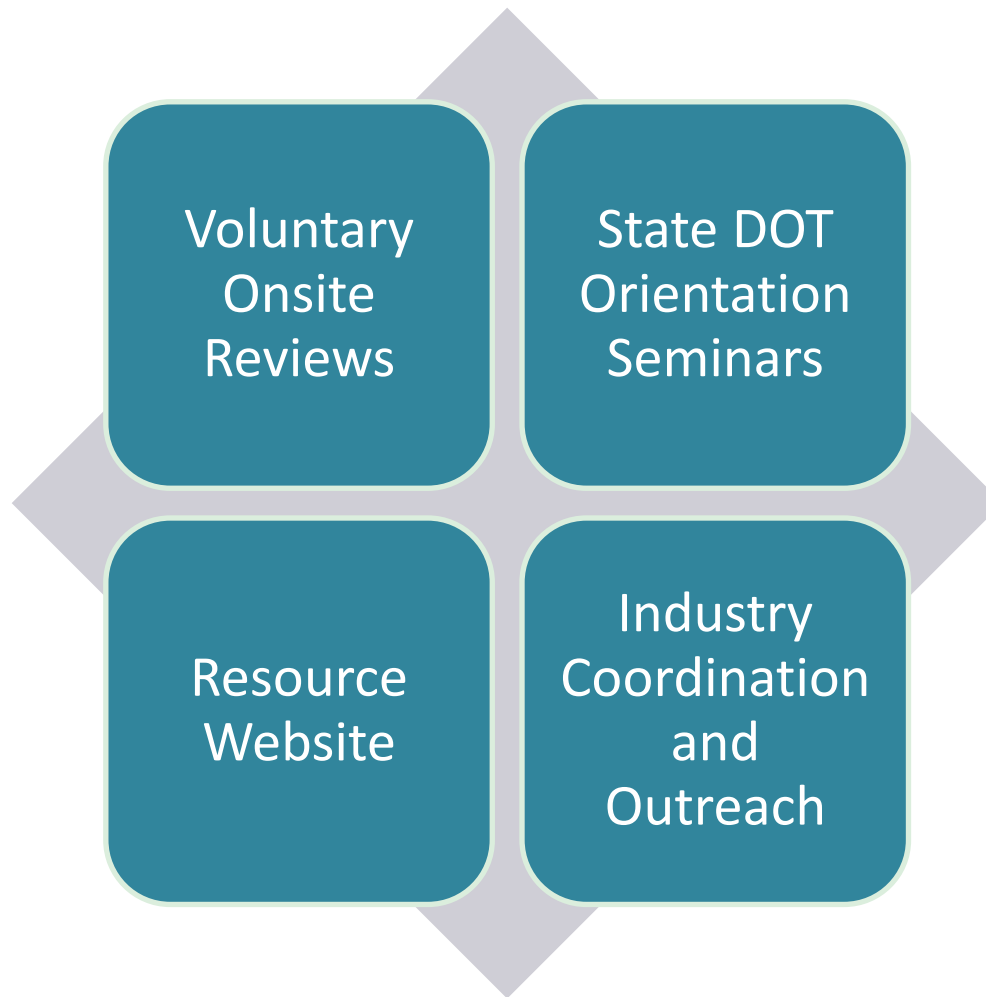 Voluntary
Onsite
Reviews
State DOT
Orientation
Seminars
Resource
Website
Industry
Coordination
and
Outreach